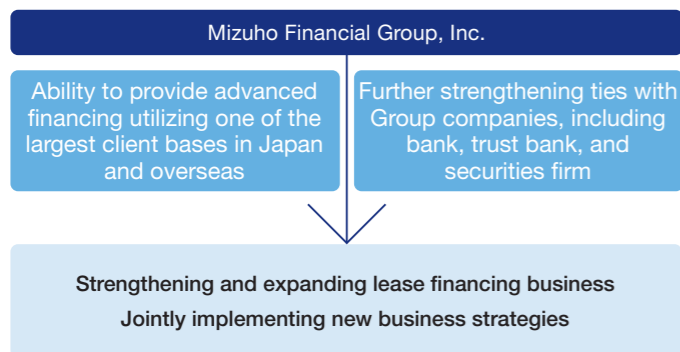 Mizuho Financial Group, Inc.
Ability to provide advanced
financing utilizing one of the
largest client bases in Japan
and overseas
Further strengthening ties with
Group companies, including
bank, trust bank, and
securities firm
Strengthening and expanding lease financing business
Jointly implementing new business strategies